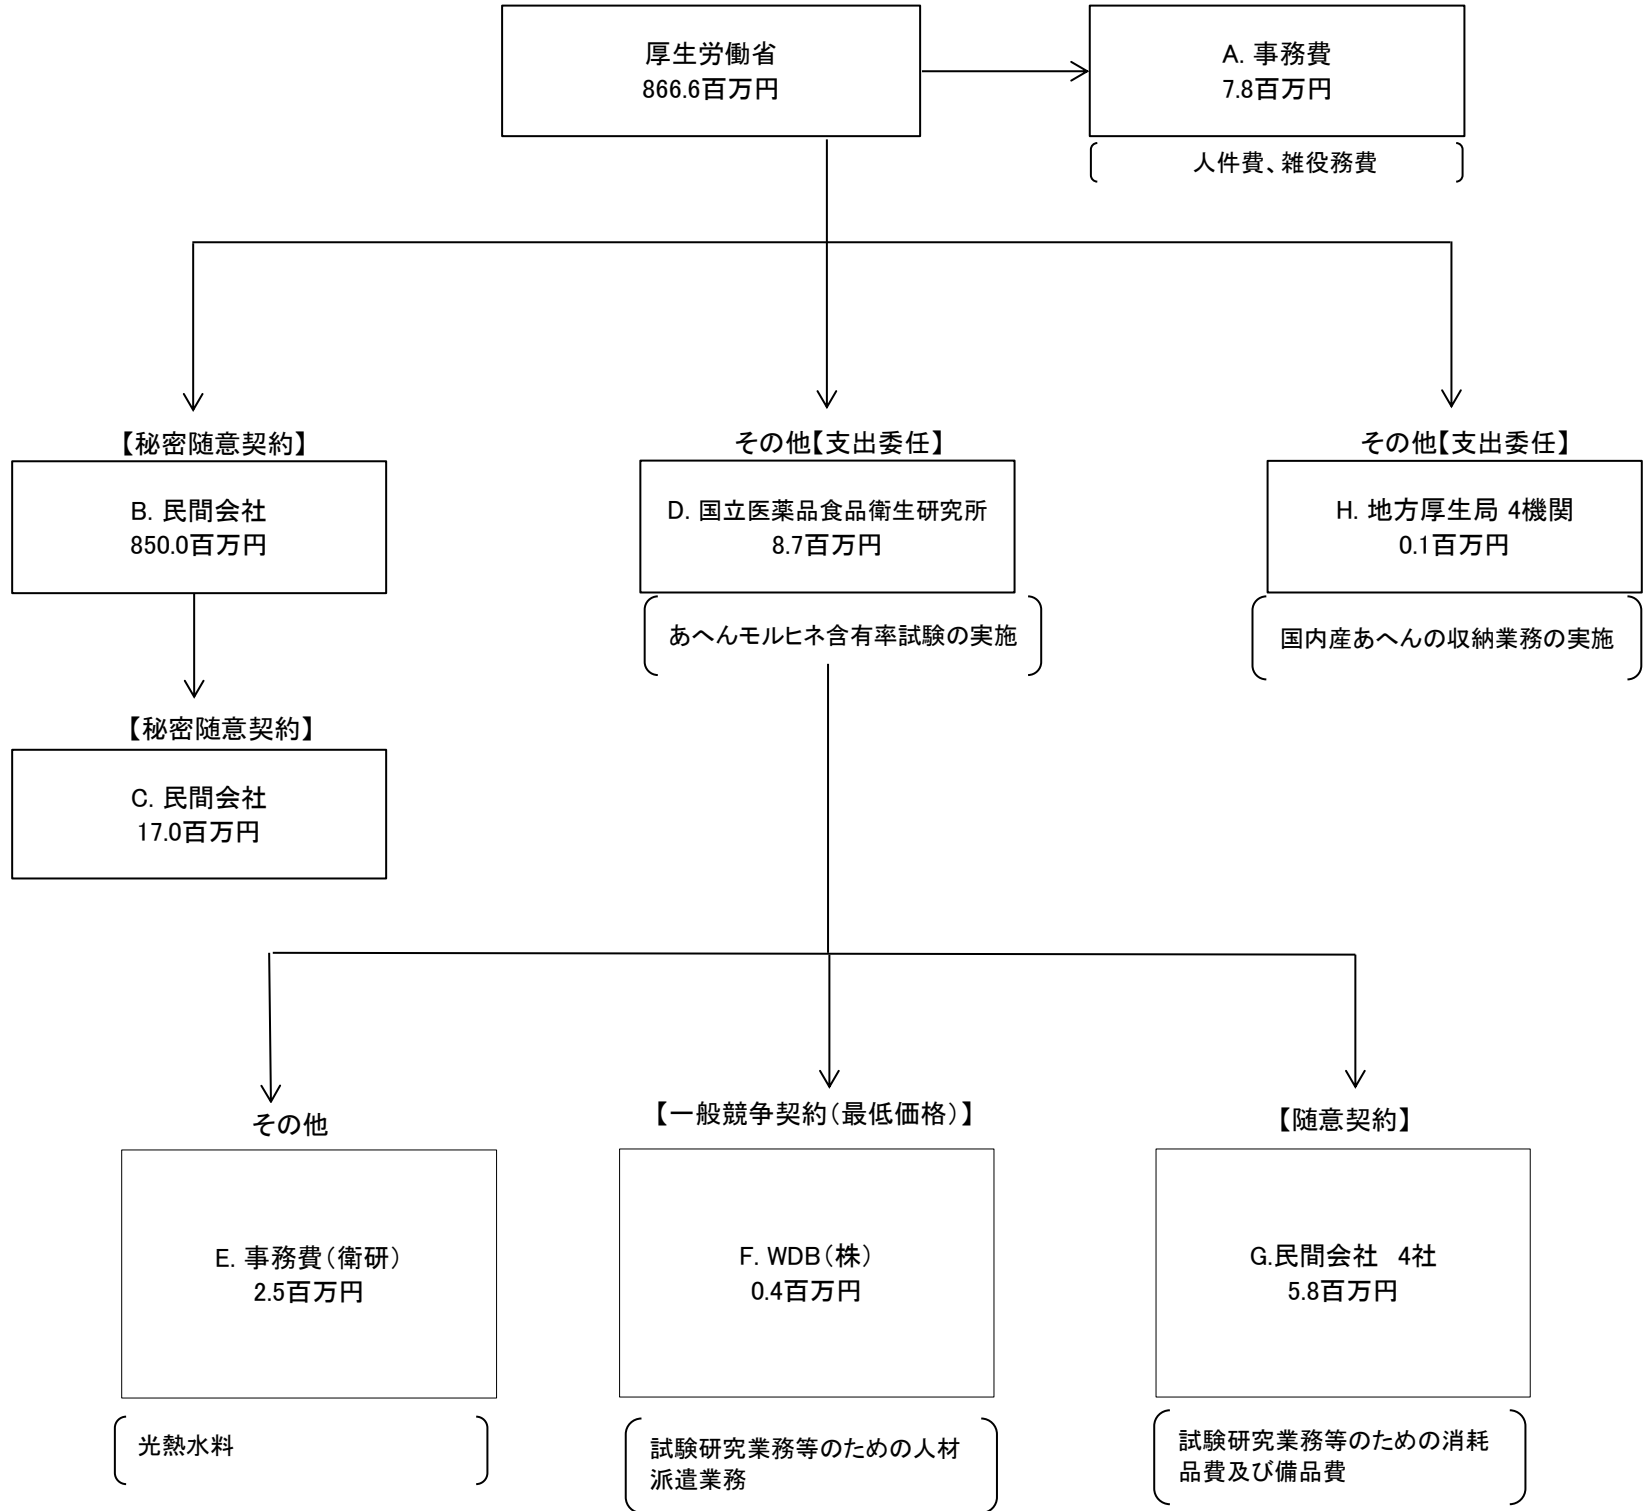 厚生労働省
866.6百万円
A. 事務費
7.8百万円
人件費、雑役務費
【秘密随意契約】
B. 民間会社
850.0百万円
その他【支出委任】
D. 国立医薬品食品衛生研究所
8.7百万円
あへんモルヒネ含有率試験の実施
その他【支出委任】
H. 地方厚生局 4機関
0.1百万円
国内産あへんの収納業務の実施
【秘密随意契約】
C. 民間会社
17.0百万円
その他
E. 事務費(衛研)
2.5百万円
光熱水料
【一般競争契約(最低価格)】
F. WDB(株)
0.4百万円
試験研究業務等のための人材
派遣業務
【随意契約】
G.民間会社 4社
5.8百万円
試験研究業務等のための消耗
品費及び備品費